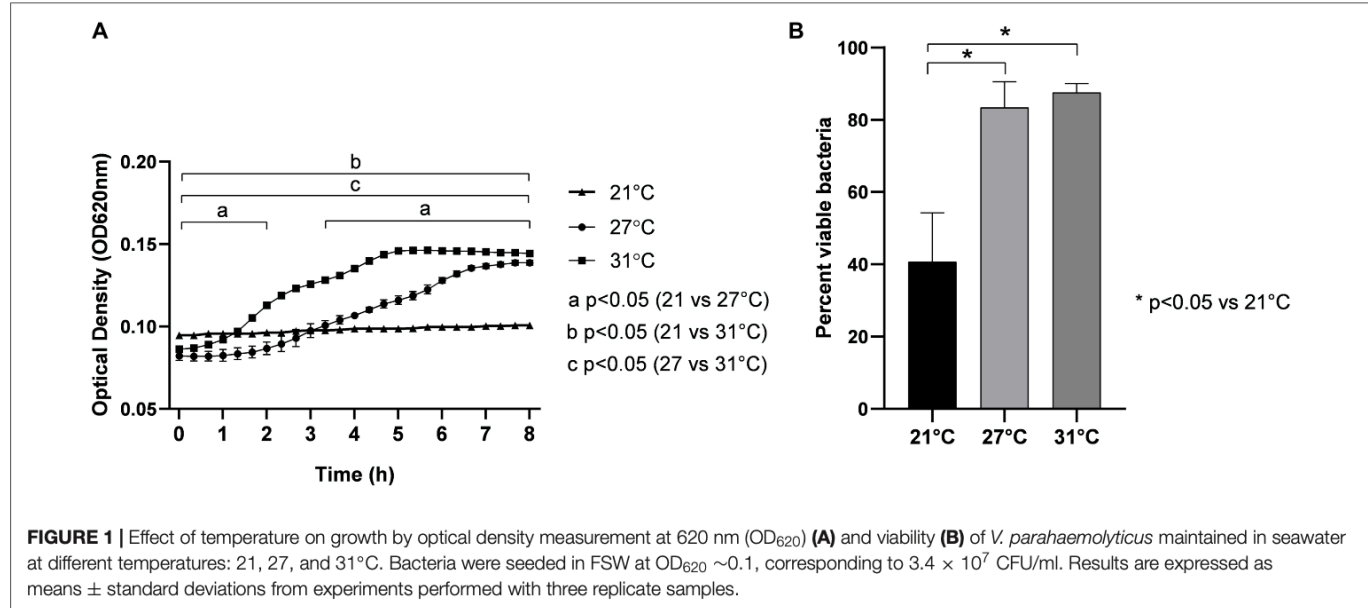 A
B
0.20
0.15
0.10
0.05
Optical Density (OD620nm)
b
c
a
a
0 1 2 3 4 5 6 7 8
Time (h)
21°C
27°C
31°C
a p<0.05 (21 vs 27°C)
b p<0.05 (21 vs 31°C)
c p<0.05 (27 vs 31°C)
100
80
60
40
20
0
Percent viable bacteria
*
*
21°C 27°C 31°C
* p<0.05 vs 21°C
FIGURE 1 | Effect of temperature on growth by optical density measurement at 620 nm (OD620) (A) and viability (B) of V. parahaemolyticus maintained in seawater
at different temperatures: 21, 27, and 31°C. Bacteria were seeded in FSW at OD620 ∼0.1, corresponding to 3.4 × 10⁷ CFU/ml. Results are expressed as
means ± standard deviations from experiments performed with three replicate samples.